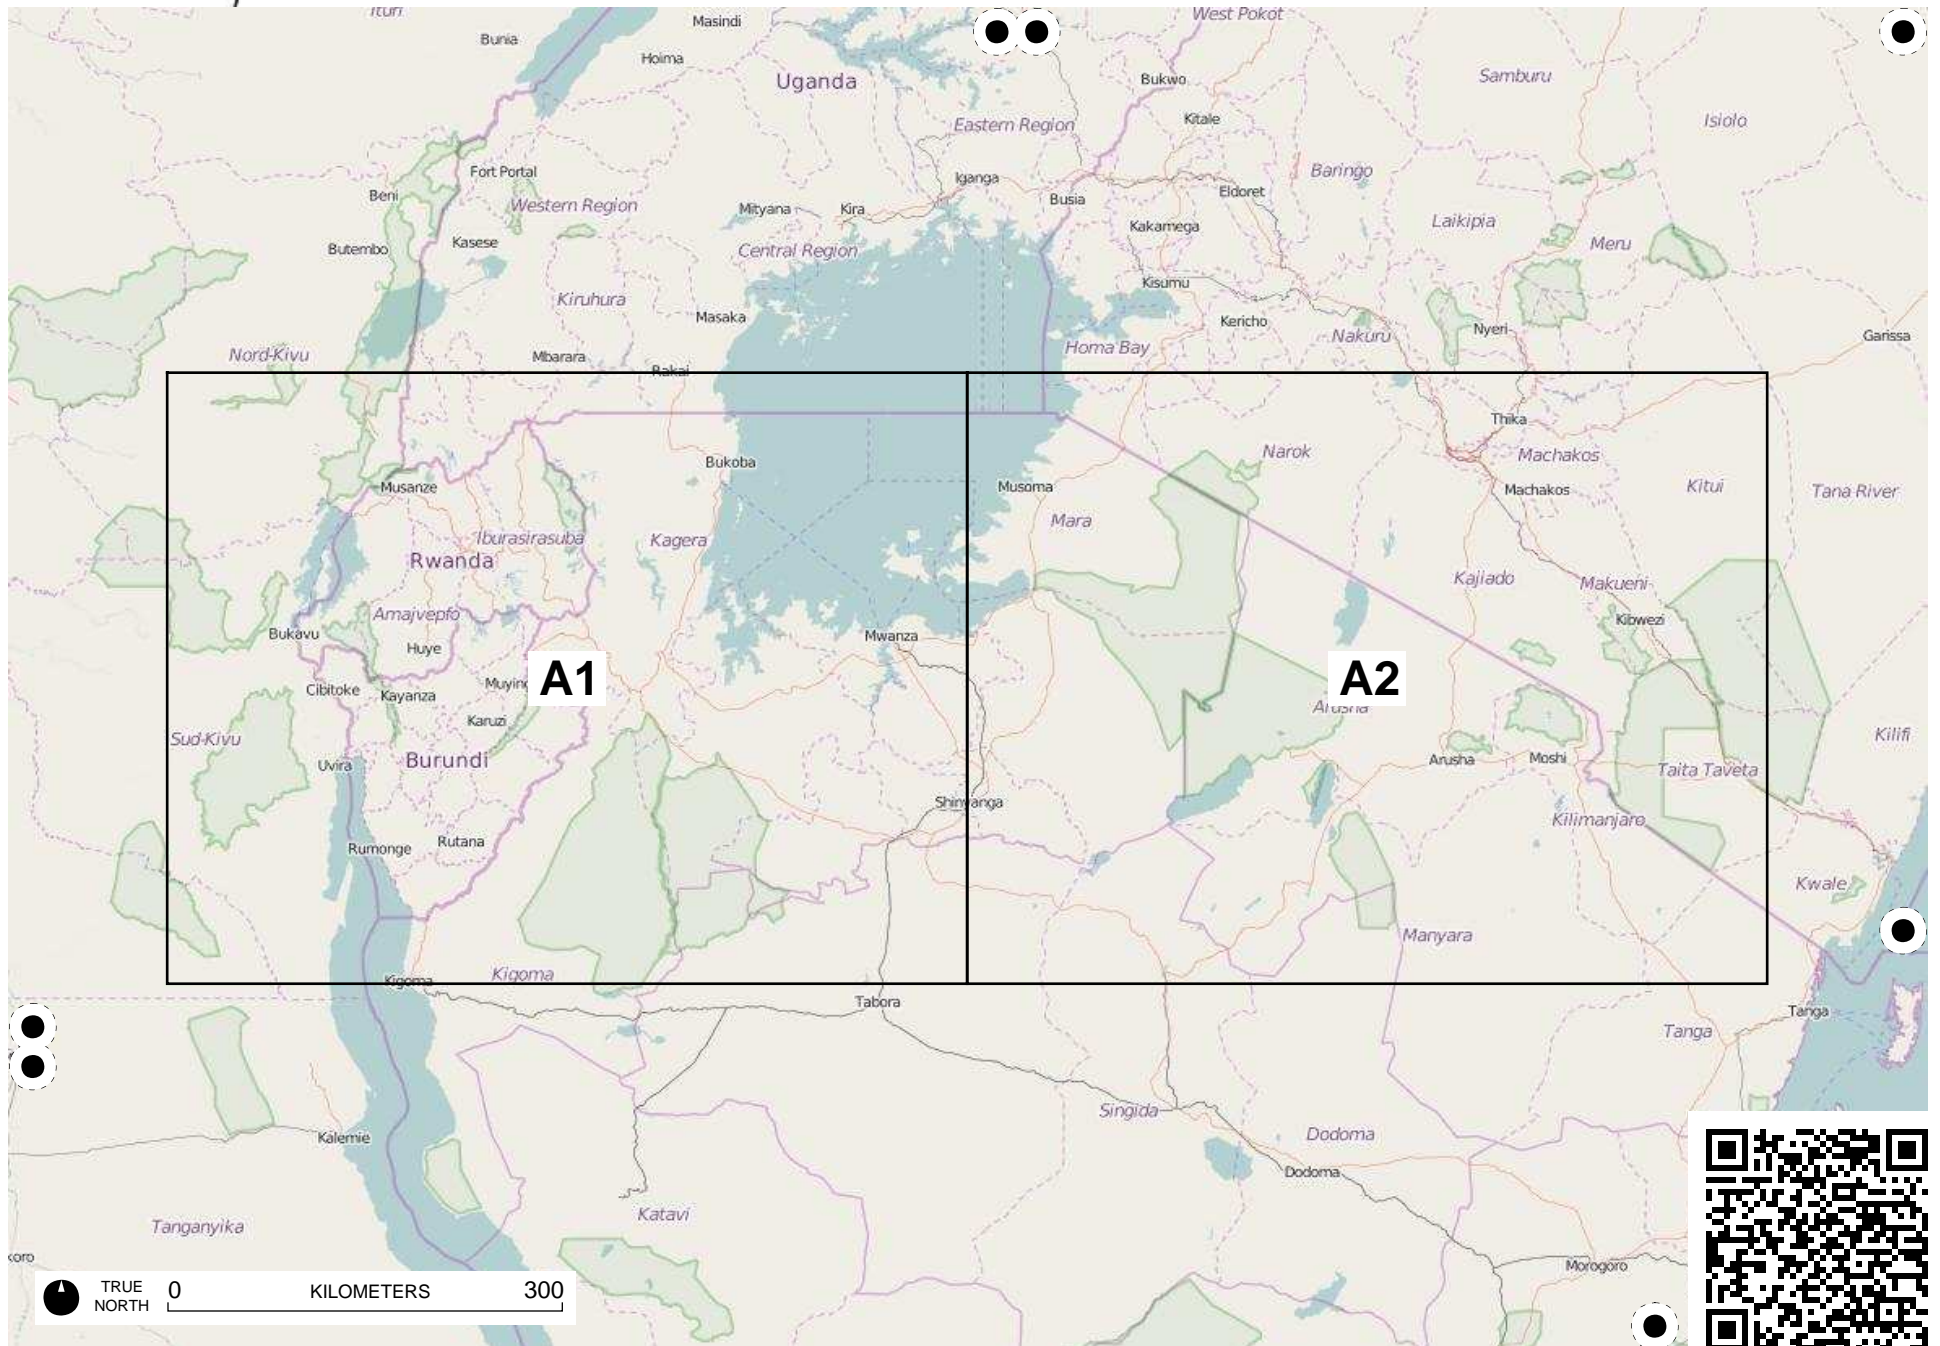 Ituri
Masindi
West Pokot
Bunia
Hoima
Uganda
Bukwo
Samburu
Kitale
Eastern Region
Isiolo
Fort Portal
Iganga
Baringo
Beni
Western Region
Mityana
Kira
Busia
Eldoret
Kakamega
Laikipia
Butembo
Kasese
Central Region
Meru
Kisumu
Kiruhura
Masaka
Kericho
Nakuru
Nyeri
Garissa
Nord-Kivu
Mbarara
Homa Bay
Rakai
Thika
Bukoba
Narok
Machakos
Musanze
Musoma
Machakos
Kitui
Tana River
Mara
Iburasirasuba
Kagera
Rwanda
Kajiado
Makueni
Amajyepfo
Kibwezi
Bukavu
Mwanza
Huye
A1
A2
Cibitoke
Kayanza
Arusha
Karuzi
Sud-Kivu
Kilifi
Uvira
Burundi
Arusha
Moshi
Taita Taveta
Shinyanga
Kilimanjaro
Rumonge
Rutana
Kwale
Manyara
Kigoma
Kigoma
Tabora
Tanga
Tanga
Singida
Kalemie
Dodoma
Dodoma
Tanganyika
Katavi
Morogoro
TRUE NORTH
0 KILOMETERS 300